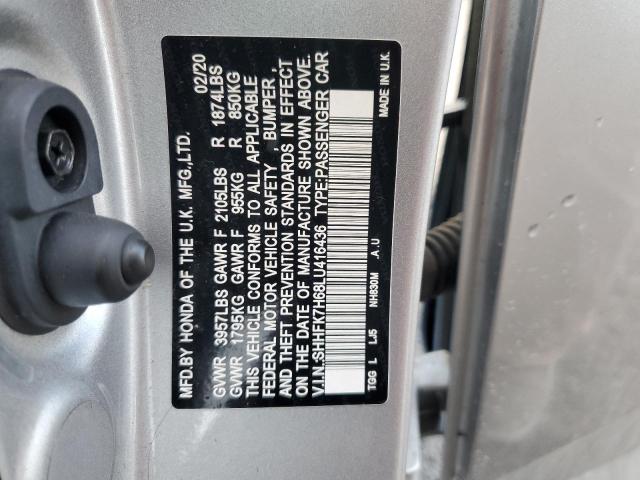 MFD.BY HONDA OF THE U.K. MFG.,LTD. 02/20
GVWR 3957LBS GAWR F 2105LBS R 1874LBS
GVWR 1795KG GAWR F 955KG R 850KG
THIS VEHICLE CONFORMS TO ALL APPLICABLE
FEDERAL MOTOR VEHICLE SAFETY , BUMPER ,
AND THEFT PREVENTION STANDARDS IN EFFECT
ON THE DATE OF MANUFACTURE SHOWN ABOVE.
V.I.N.:SHHFK7H68LU416436 TYPE:PASSENGER CAR
TGG L LJ5 NH830M .A .U MADE IN U.K.